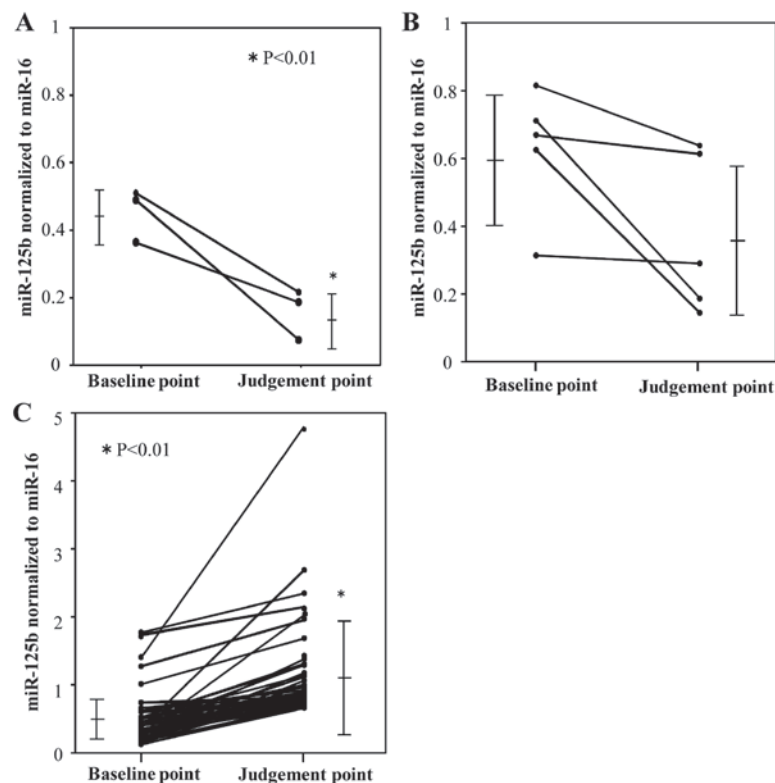 A
miR-125b normalized to miR-16
1
0.8
0.6
0.4
0.2
0
* P<0.01
*
Baseline point Judgement point
B
miR-125b normalized to miR-16
1
0.8
0.6
0.4
0.2
0
Baseline point Judgement point
C
miR-125b normalized to miR-16
5
4
3
2
1
0
* P<0.01
*
Baseline point Judgement point